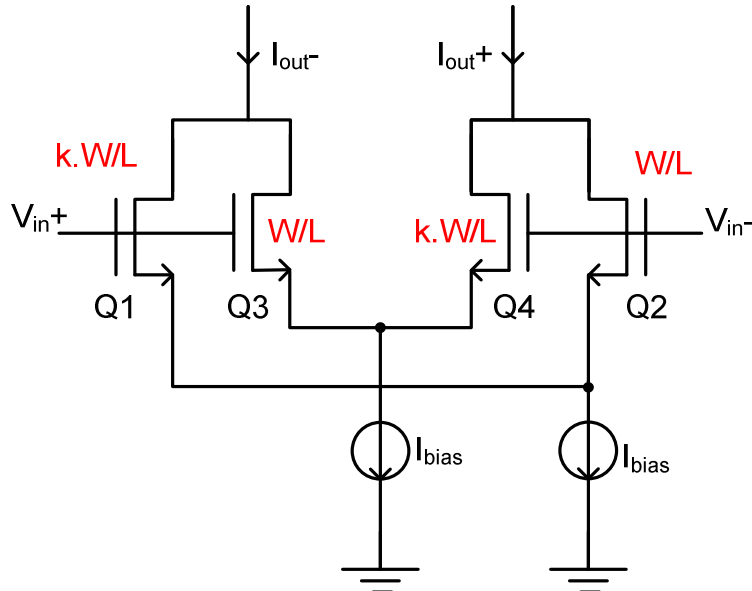 Iout-
Iout+
k.W/L
W/L
Vin+
W/L
k.W/L
Vin-
Q1
Q3
Q4
Q2
Ibias
Ibias